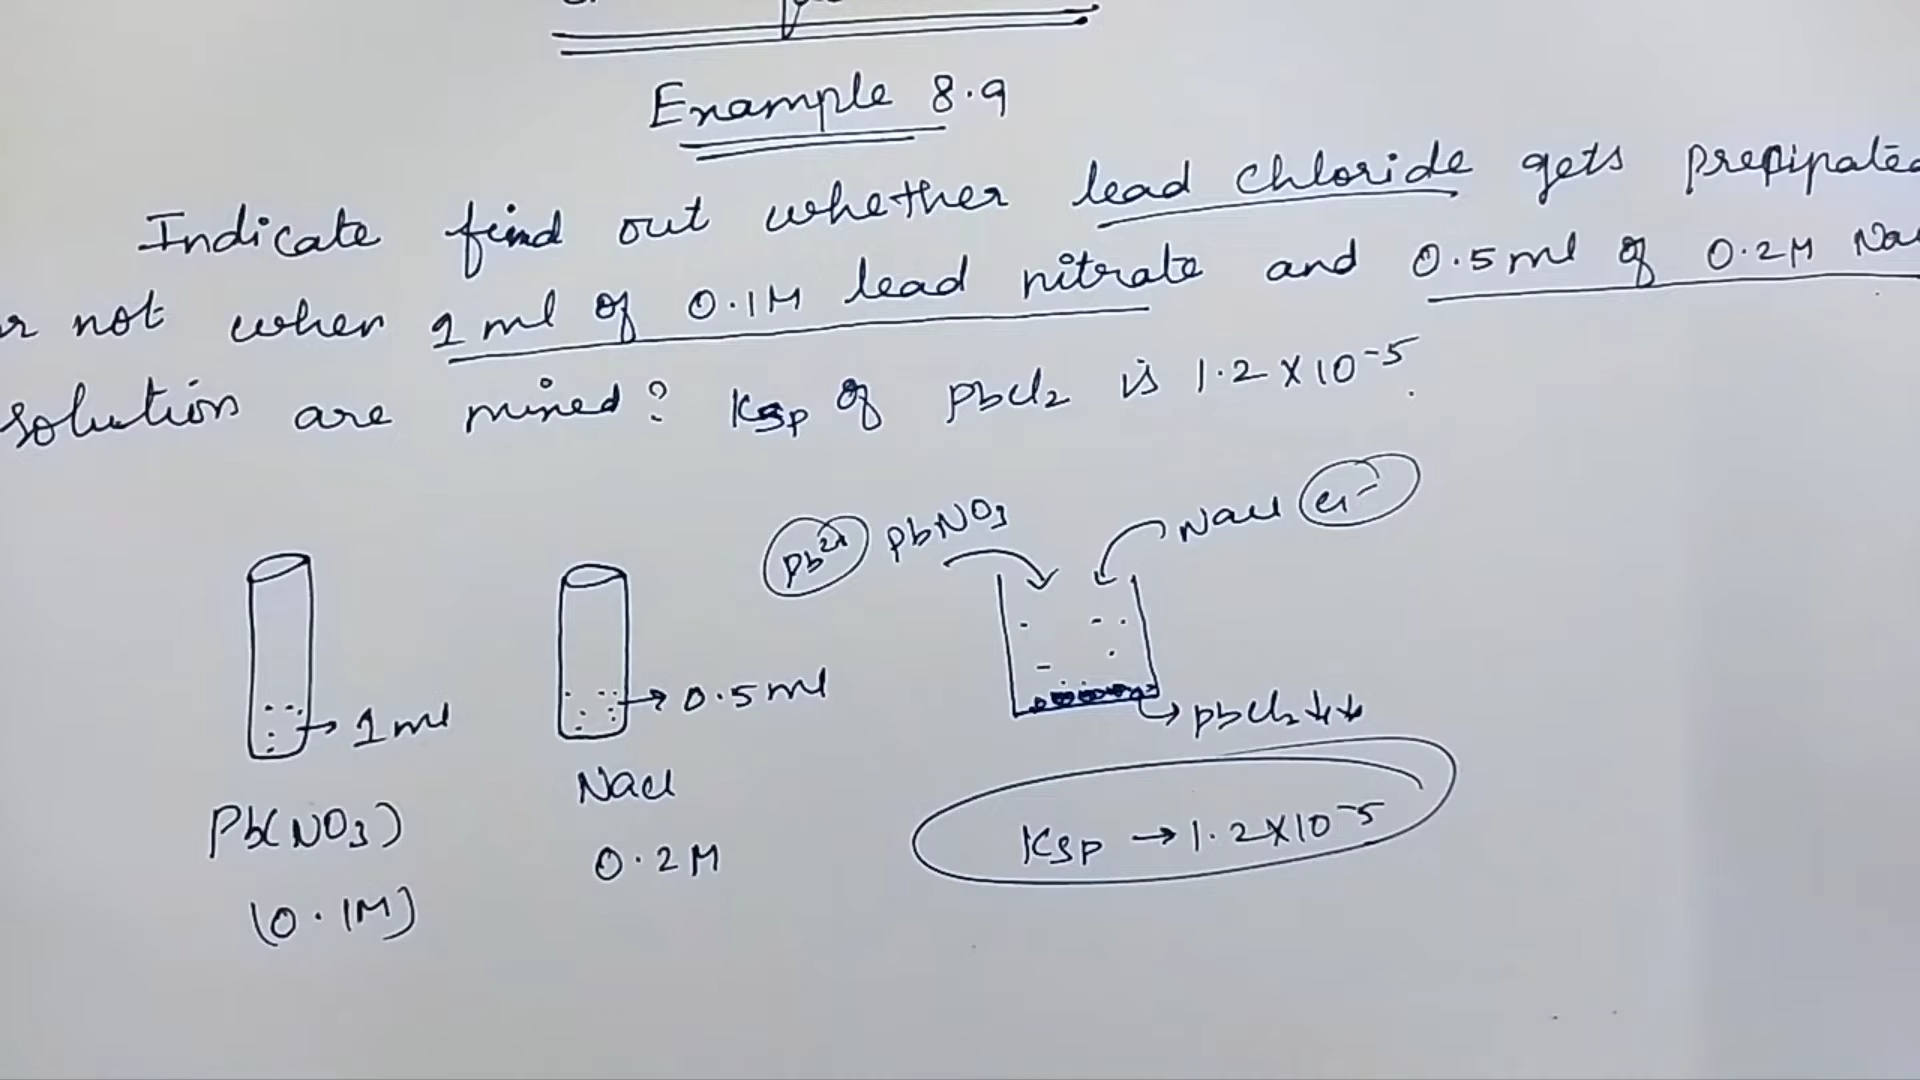 Example 8.9
Indicate find out whether lead chloride gets prepipated
not when 1 ml of 0.1M lead nitrate and 0.5 ml of 0.2M
solution are mixed? Ksp of PbCl2 is 1.2 X 10-5.
Pb2+ PbNO3 NaCl Cl-
1 ml
0.5 ml
PbCl2 ↓↓
Pb(NO3)
(0.1M)
NaCl
0.2M
Ksp → 1.2X10-5